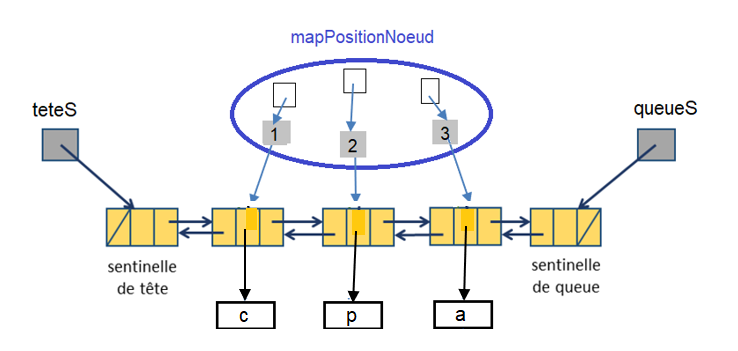 mapPositionNoeud
teteS
queueS
1
2
3
sentinelle
de tête
sentinelle
de queue
c
p
a